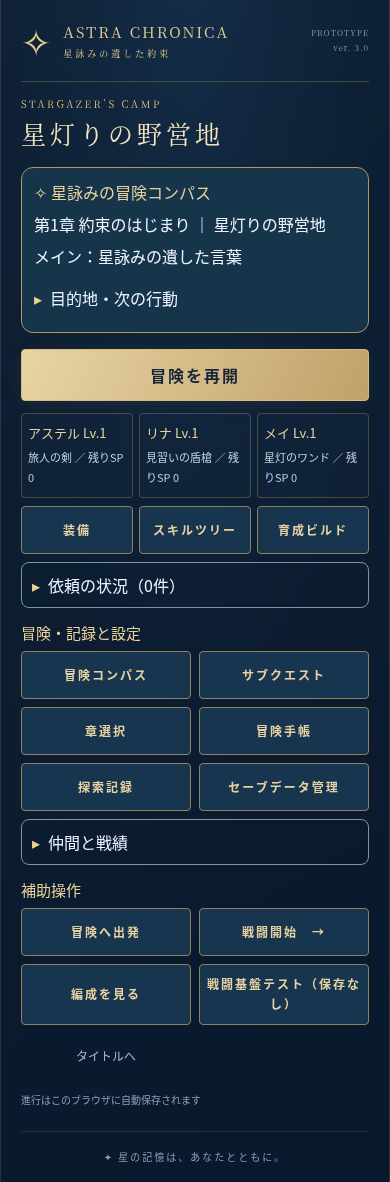 ASTRA CHRONICA
星詠みの遺した約束
PROTOTYPE
ver. 3.0
STARGAZER'S CAMP
星灯りの野営地
✧ 星詠みの冒険コンパス
第1章 約束のはじまり ｜ 星灯りの野営地
メイン：星詠みの遺した言葉
▸ 目的地・次の行動
冒険を再開
アステル Lv.1
旅人の剣 ／ 残りSP
0
リナ Lv.1
見習いの盾槍 ／ 残
りSP 0
メイ Lv.1
星灯のワンド ／ 残
りSP 0
装備
スキルツリー
育成ビルド
▸ 依頼の状況（0件）
冒険・記録と設定
冒険コンパス
サブクエスト
章選択
冒険手帳
探索記録
セーブデータ管理
▸ 仲間と戦績
補助操作
冒険へ出発
戦闘開始　→
編成を見る
戦闘基盤テスト（保存な
し）
タイトルへ
進行はこのブラウザに自動保存されます
✦ 星の記憶は、あなたとともに。